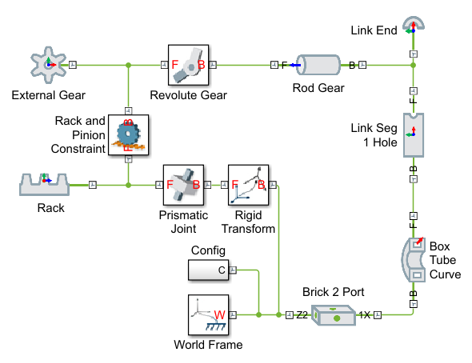 Link End
F
External Gear
F B
Revolute Gear
F B
Rod Gear
Rack and
Pinion
Constraint
F B
F
Link Seg
1 Hole
B
Rack
F B
Prismatic
Joint
F B
Rigid
Transform
F
Box
Tube
Curve
B
Config
C
W
World Frame
Brick 2 Port
Z2 1X